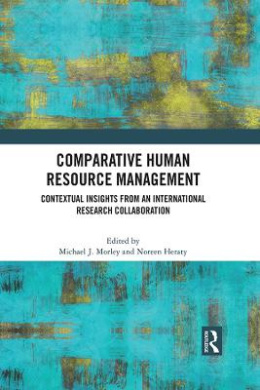 COMPARATIVE HUMAN
RESOURCE MANAGEMENT
CONTEXTUAL INSIGHTS FROM AN INTERNATIONAL
RESEARCH COLLABORATION
Edited by
Michael J. Morley and Noreen Heraty
ROUTLEDGE